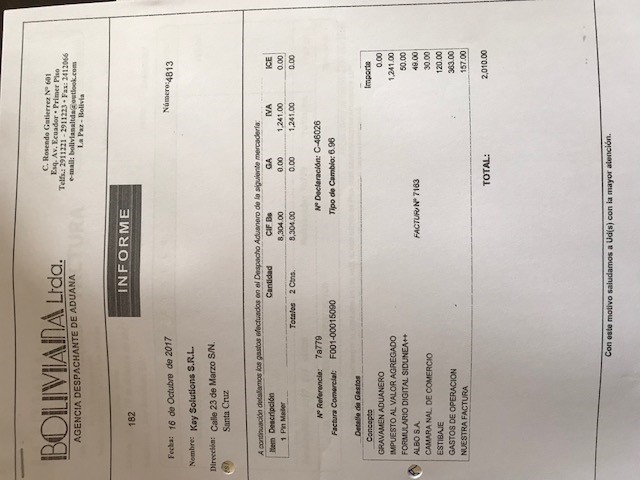 BOLIVIANA Ltda.
AGENCIA DESPACHANTE DE ADUANA
C. Rosendo Gutierrez Nº 601
Esq. Av. Ecuador - Primer Piso
Telfs.: 2911221 - 2911223 - Fax: 2412066
e-mail: bolivianaltda@outlook.com
La Paz - Bolivia
182
INFORME
Fecha: 16 de Octubre de 2017
Número: 4813
Nombre: Key Solutions S.R.L.
Dirección: Calle 23 de Marzo S/N.
Santa Cruz
A continuación detallamos los gastos efectuados en el Despacho Aduanero de la siguiente mercadería:
Item Descripción Cantidad CIF Bs GA IVA ICE
1 Pin Mailer 8,304.00 0.00 1,241.00 0.00
Totales 2 Ctns. 8,304.00 0.00 1,241.00 0.00
Nº Referencia: 7a779 Nº Declaración: C-46026
Factura Comercial: F001-00015090 Tipo de Cambio: 6.96
Detalle de Gastos
Concepto Importe
GRAVAMEN ADUANERO 0.00
IMPUESTO AL VALOR AGREGADO 1,241.00
FORMULARIO DIGITAL SIDUNEA++ 50.00
ALBO S.A. FACTURA Nº 7163 49.00
CAMARA NAL. DE COMERCIO 30.00
ESTIBAJE 120.00
GASTOS DE OPERACION 363.00
NUESTRA FACTURA 157.00
TOTAL: 2,010.00
Con este motivo saludamos a Ud(s) con la mayor atención.